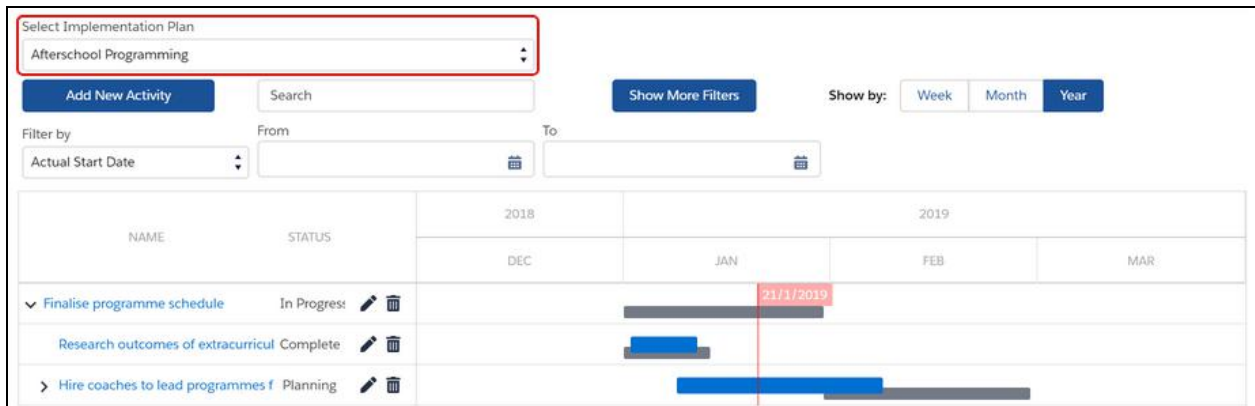 Select Implementation Plan
Afterschool Programming
Add New Activity Search Show More Filters Show by: Week Month Year
Filter by From To
Actual Start Date
2018 2019
NAME STATUS
DEC JAN FEB MAR
21/1/2019
Finalise programme schedule In Progres
Research outcomes of extracurricul Complete
Hire coaches to lead programmes f Planning